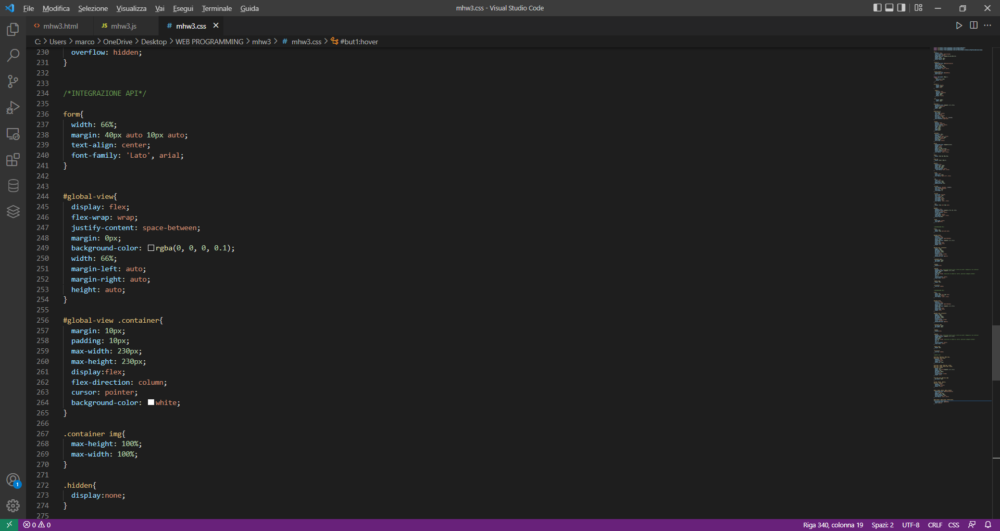 File Modifica Selezione Visualizza Vai Esegui Terminale Guida mhw3.css - Visual Studio Code
<> mhw3.html JS mhw3.js # mhw3.css
C: > Users > marco > OneDrive > Desktop > WEB PROGRAMMING > mhw3 > # mhw3.css > #but1:hover
230 overflow: hidden;
231 }
232
233
234 /*INTEGRAZIONE API*/
235
236 form{
237 width: 66%;
238 margin: 40px auto 10px auto;
239 text-align: center;
240 font-family: 'Lato', arial;
241 }
242
243
244 #global-view{
245 display: flex;
246 flex-wrap: wrap;
247 justify-content: space-between;
248 margin: 0px;
249 background-color: rgba(0, 0, 0, 0.1);
250 width: 66%;
251 margin-left: auto;
252 margin-right: auto;
253 height: auto;
254 }
255
256 #global-view .container{
257 margin: 10px;
258 padding: 10px;
259 max-width: 230px;
260 max-height: 230px;
261 display:flex;
262 flex-direction: column;
263 cursor: pointer;
264 background-color: white;
265 }
266
267 .container img{
268 max-height: 100%;
269 max-width: 100%;
270 }
271
272 .hidden{
273 display:none;
274 }
275
1
0 0 Riga 340, colonna 19 Spazi: 2 UTF-8 CRLF CSS